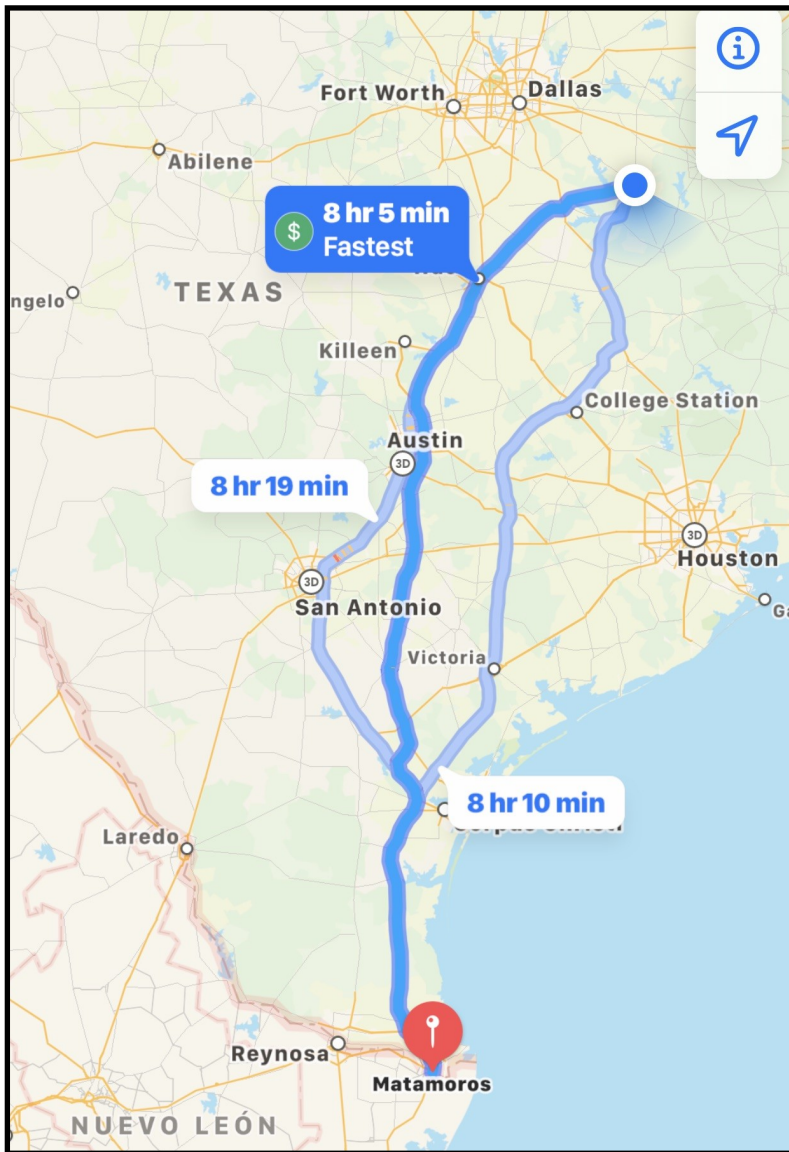 Fort Worth
Dallas
Abilene
$
8 hr 5 min
Fastest
TEXAS
ngelo
Killeen
College Station
Austin
3D
8 hr 19 min
3D
Houston
3D
San Antonio
Ga
Victoria
8 hr 10 min
Laredo
Reynosa
Matamoros
NUEVO LEÓN